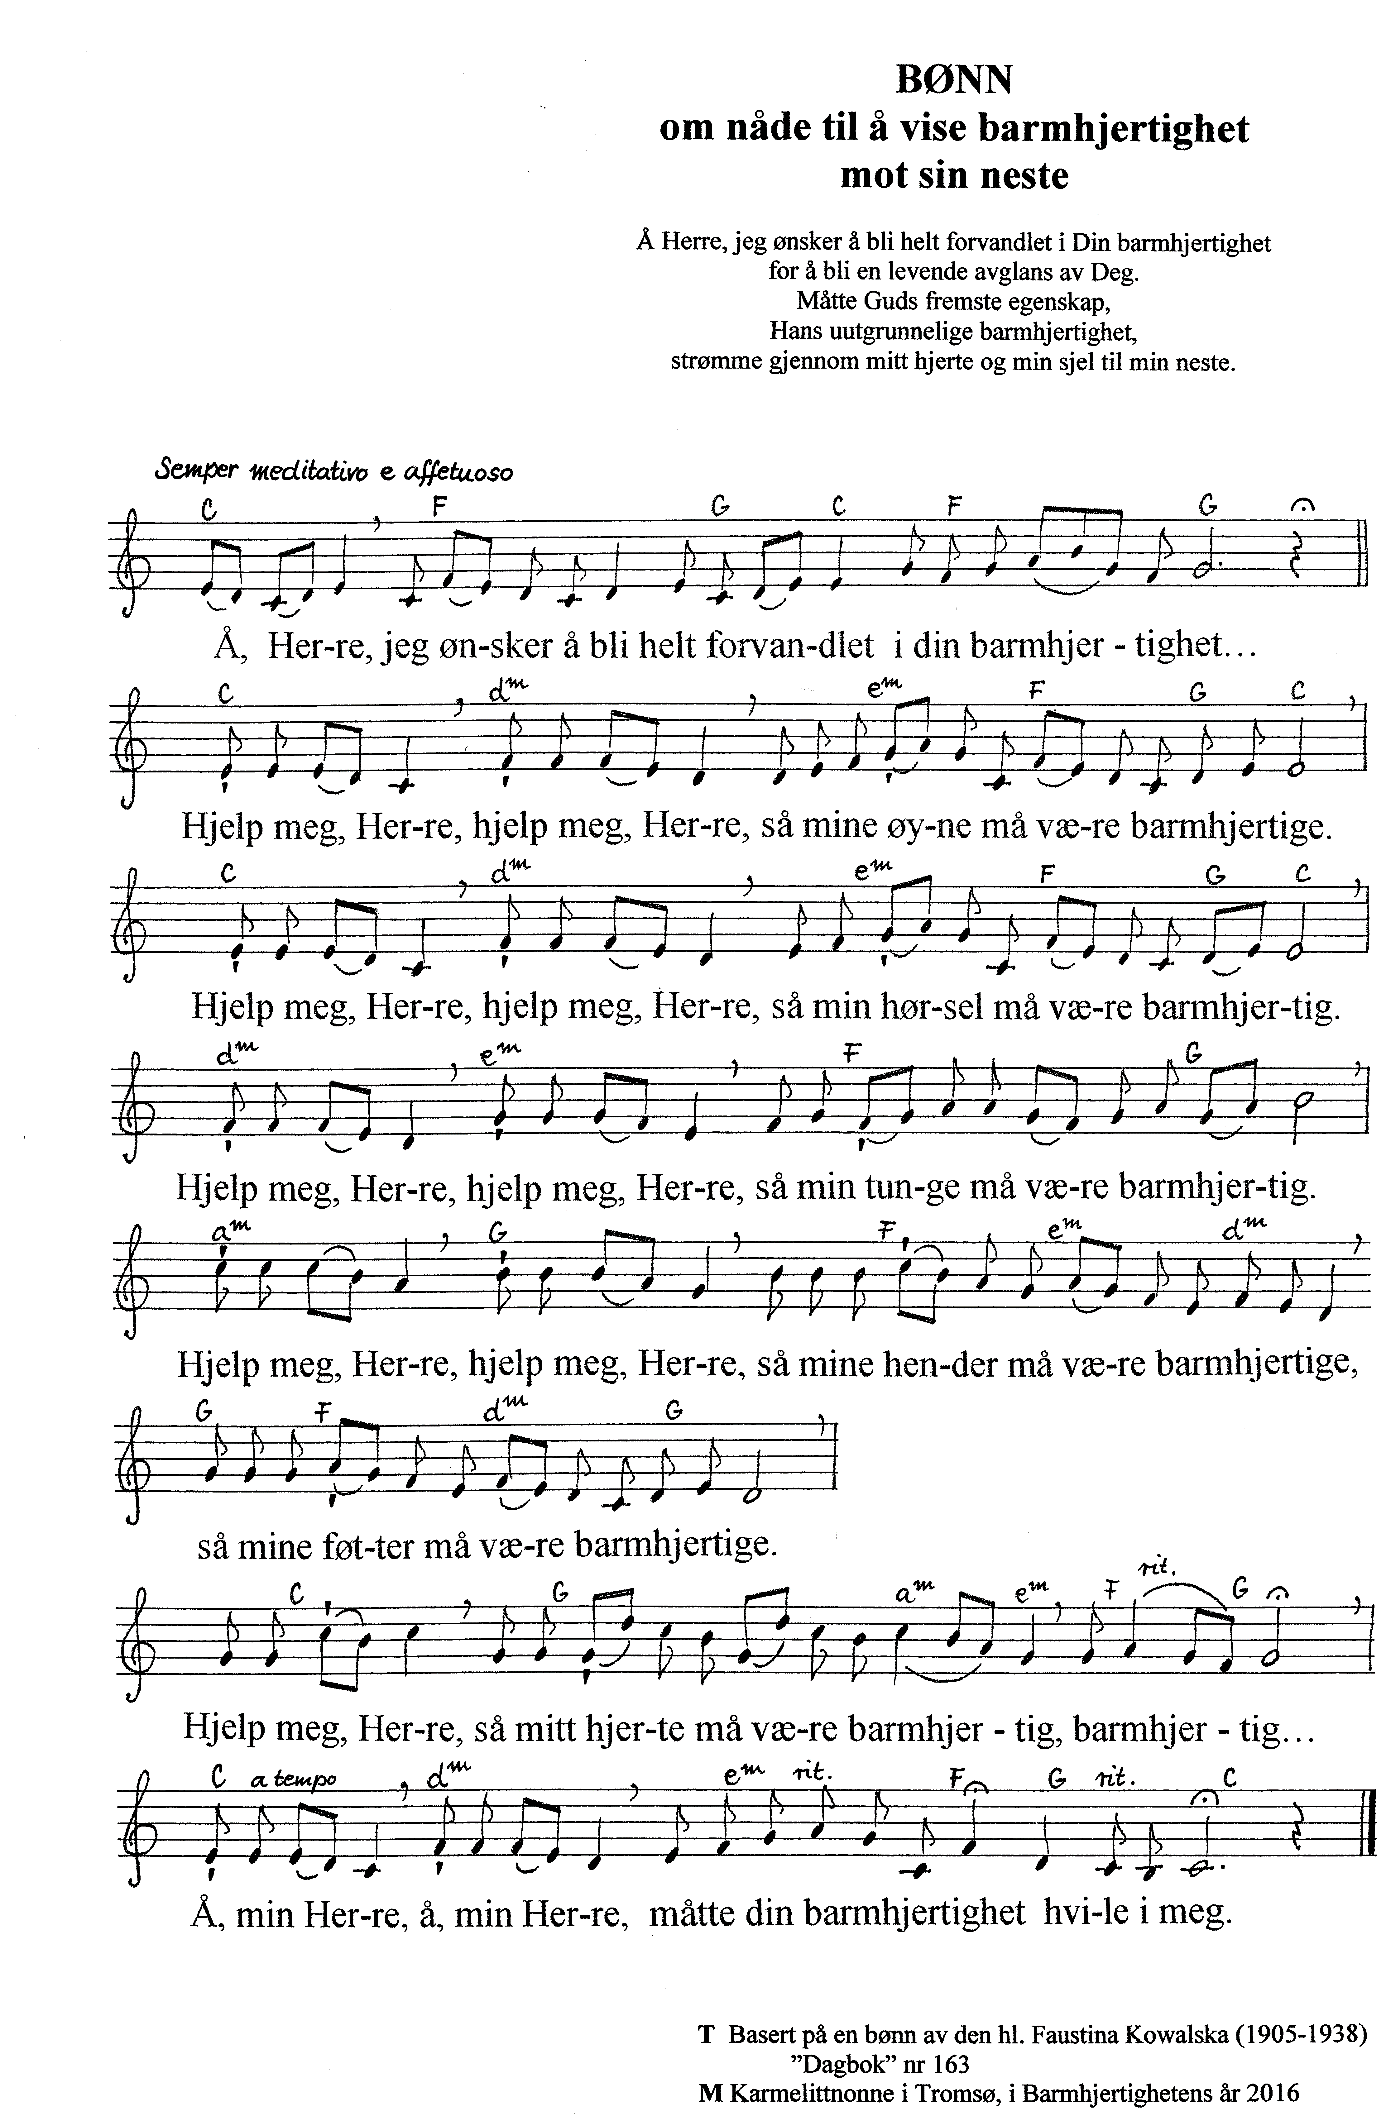 BØNN
om nåde til å vise barmhjertighet
mot sin neste
Å Herre, jeg ønsker å bli helt forvandlet i Din barmhjertighet
for å bli en levende avglans av Deg.
Måtte Guds fremste egenskap,
Hans uutgrunnelige barmhjertighet,
strømme gjennom mitt hjerte og min sjel til min neste.
Semper meditativo e affetuoso
C F G C F G
Å, Her-re, jeg øn-sker å bli helt forvan-dlet i din barmhjer - tighet...
C dm em F G C
Hjelp meg, Her-re, hjelp meg, Her-re, så mine øy-ne må væ-re barmhjertige.
C dm em F G C
Hjelp meg, Her-re, hjelp meg, Her-re, så min hør-sel må væ-re barmhjer-tig.
dm em F G
Hjelp meg, Her-re, hjelp meg, Her-re, så min tun-ge må væ-re barmhjer-tig.
am G F em dm
Hjelp meg, Her-re, hjelp meg, Her-re, så mine hen-der må væ-re barmhjertige,
G F dm G
så mine føt-ter må væ-re barmhjertige.
rit.
C G am em F G
Hjelp meg, Her-re, så mitt hjer-te må væ-re barmhjer - tig, barmhjer - tig...
C a tempo dm em rit. F G rit. C
Å, min Her-re, å, min Her-re, måtte din barmhjertighet hvi-le i meg.
T Basert på en bønn av den hl. Faustina Kowalska (1905-1938)
"Dagbok" nr 163
M Karmelittnonne i Tromsø, i Barmhjertighetens år 2016